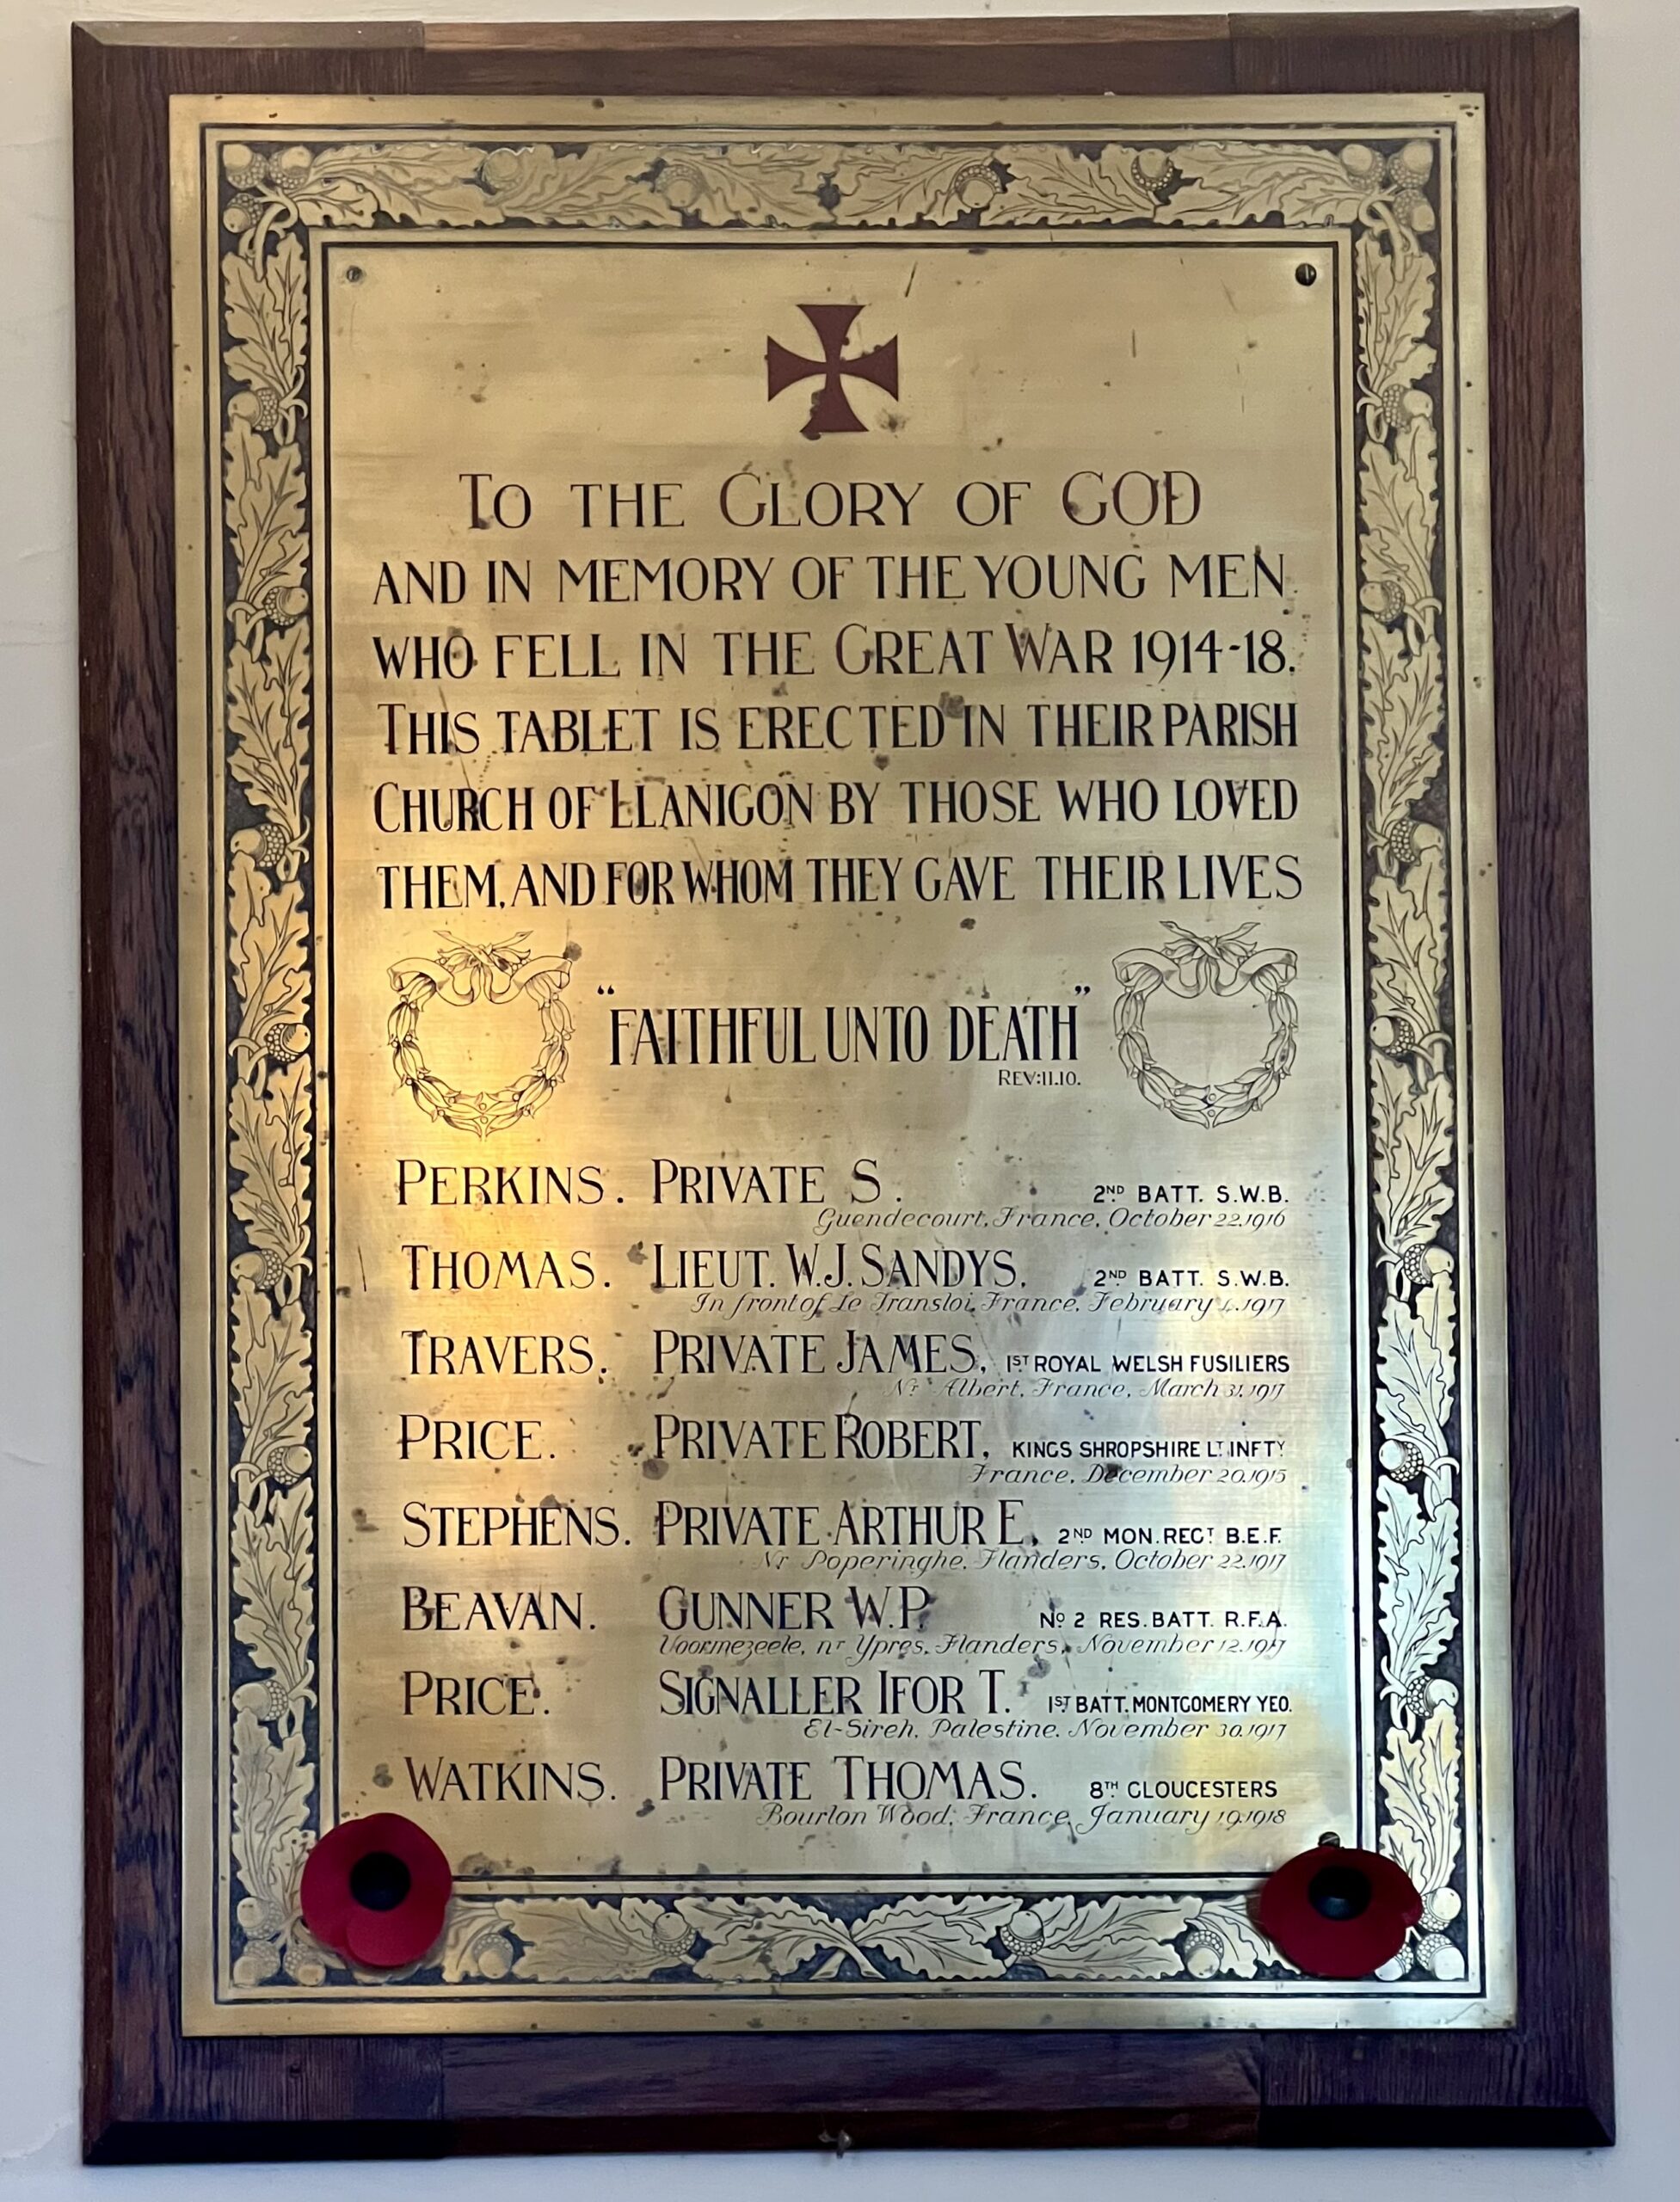 To the Glory of GOD
AND IN MEMORY OF THE YOUNG MEN
WHO FELL IN THE GREAT WAR 1914-18.
THIS TABLET IS ERECTED IN THEIR PARISH
CHURCH OF LLANIGON BY THOSE WHO LOVED
THEM, AND FOR WHOM THEY GAVE THEIR LIVES
"FAITHFUL UNTO DEATH"
REV:II.10.
PERKINS. PRIVATE S. 2ND BATT. S.W.B.
Guendecourt, France, October 22.1916
THOMAS. LIEUT. W.J. SANDYS. 2ND BATT. S.W.B.
In front of Le Transloi, France, February 4.1917
TRAVERS. PRIVATE JAMES, 1ST ROYAL WELSH FUSILIERS
Nr Albert, France, March 31.1917
PRICE. PRIVATE ROBERT, KINGS SHROPSHIRE LT INFTY
France, December 20.1915
STEPHENS. PRIVATE ARTHUR E, 2ND MON. REGT B.E.F.
Nr Poperinghe, Flanders, October 22.1917
BEAVAN. GUNNER W.P. No 2 RES. BATT. R.F.A.
Voormezeele, nr Ypres, Flanders, November 12.1917
PRICE. SIGNALLER IFOR T. 1ST BATT. MONTGOMERY YEO.
El-Sireh, Palestine. November 30.1917
WATKINS. PRIVATE THOMAS. 8TH GLOUCESTERS
Bourlon Wood, France, January 19.1918